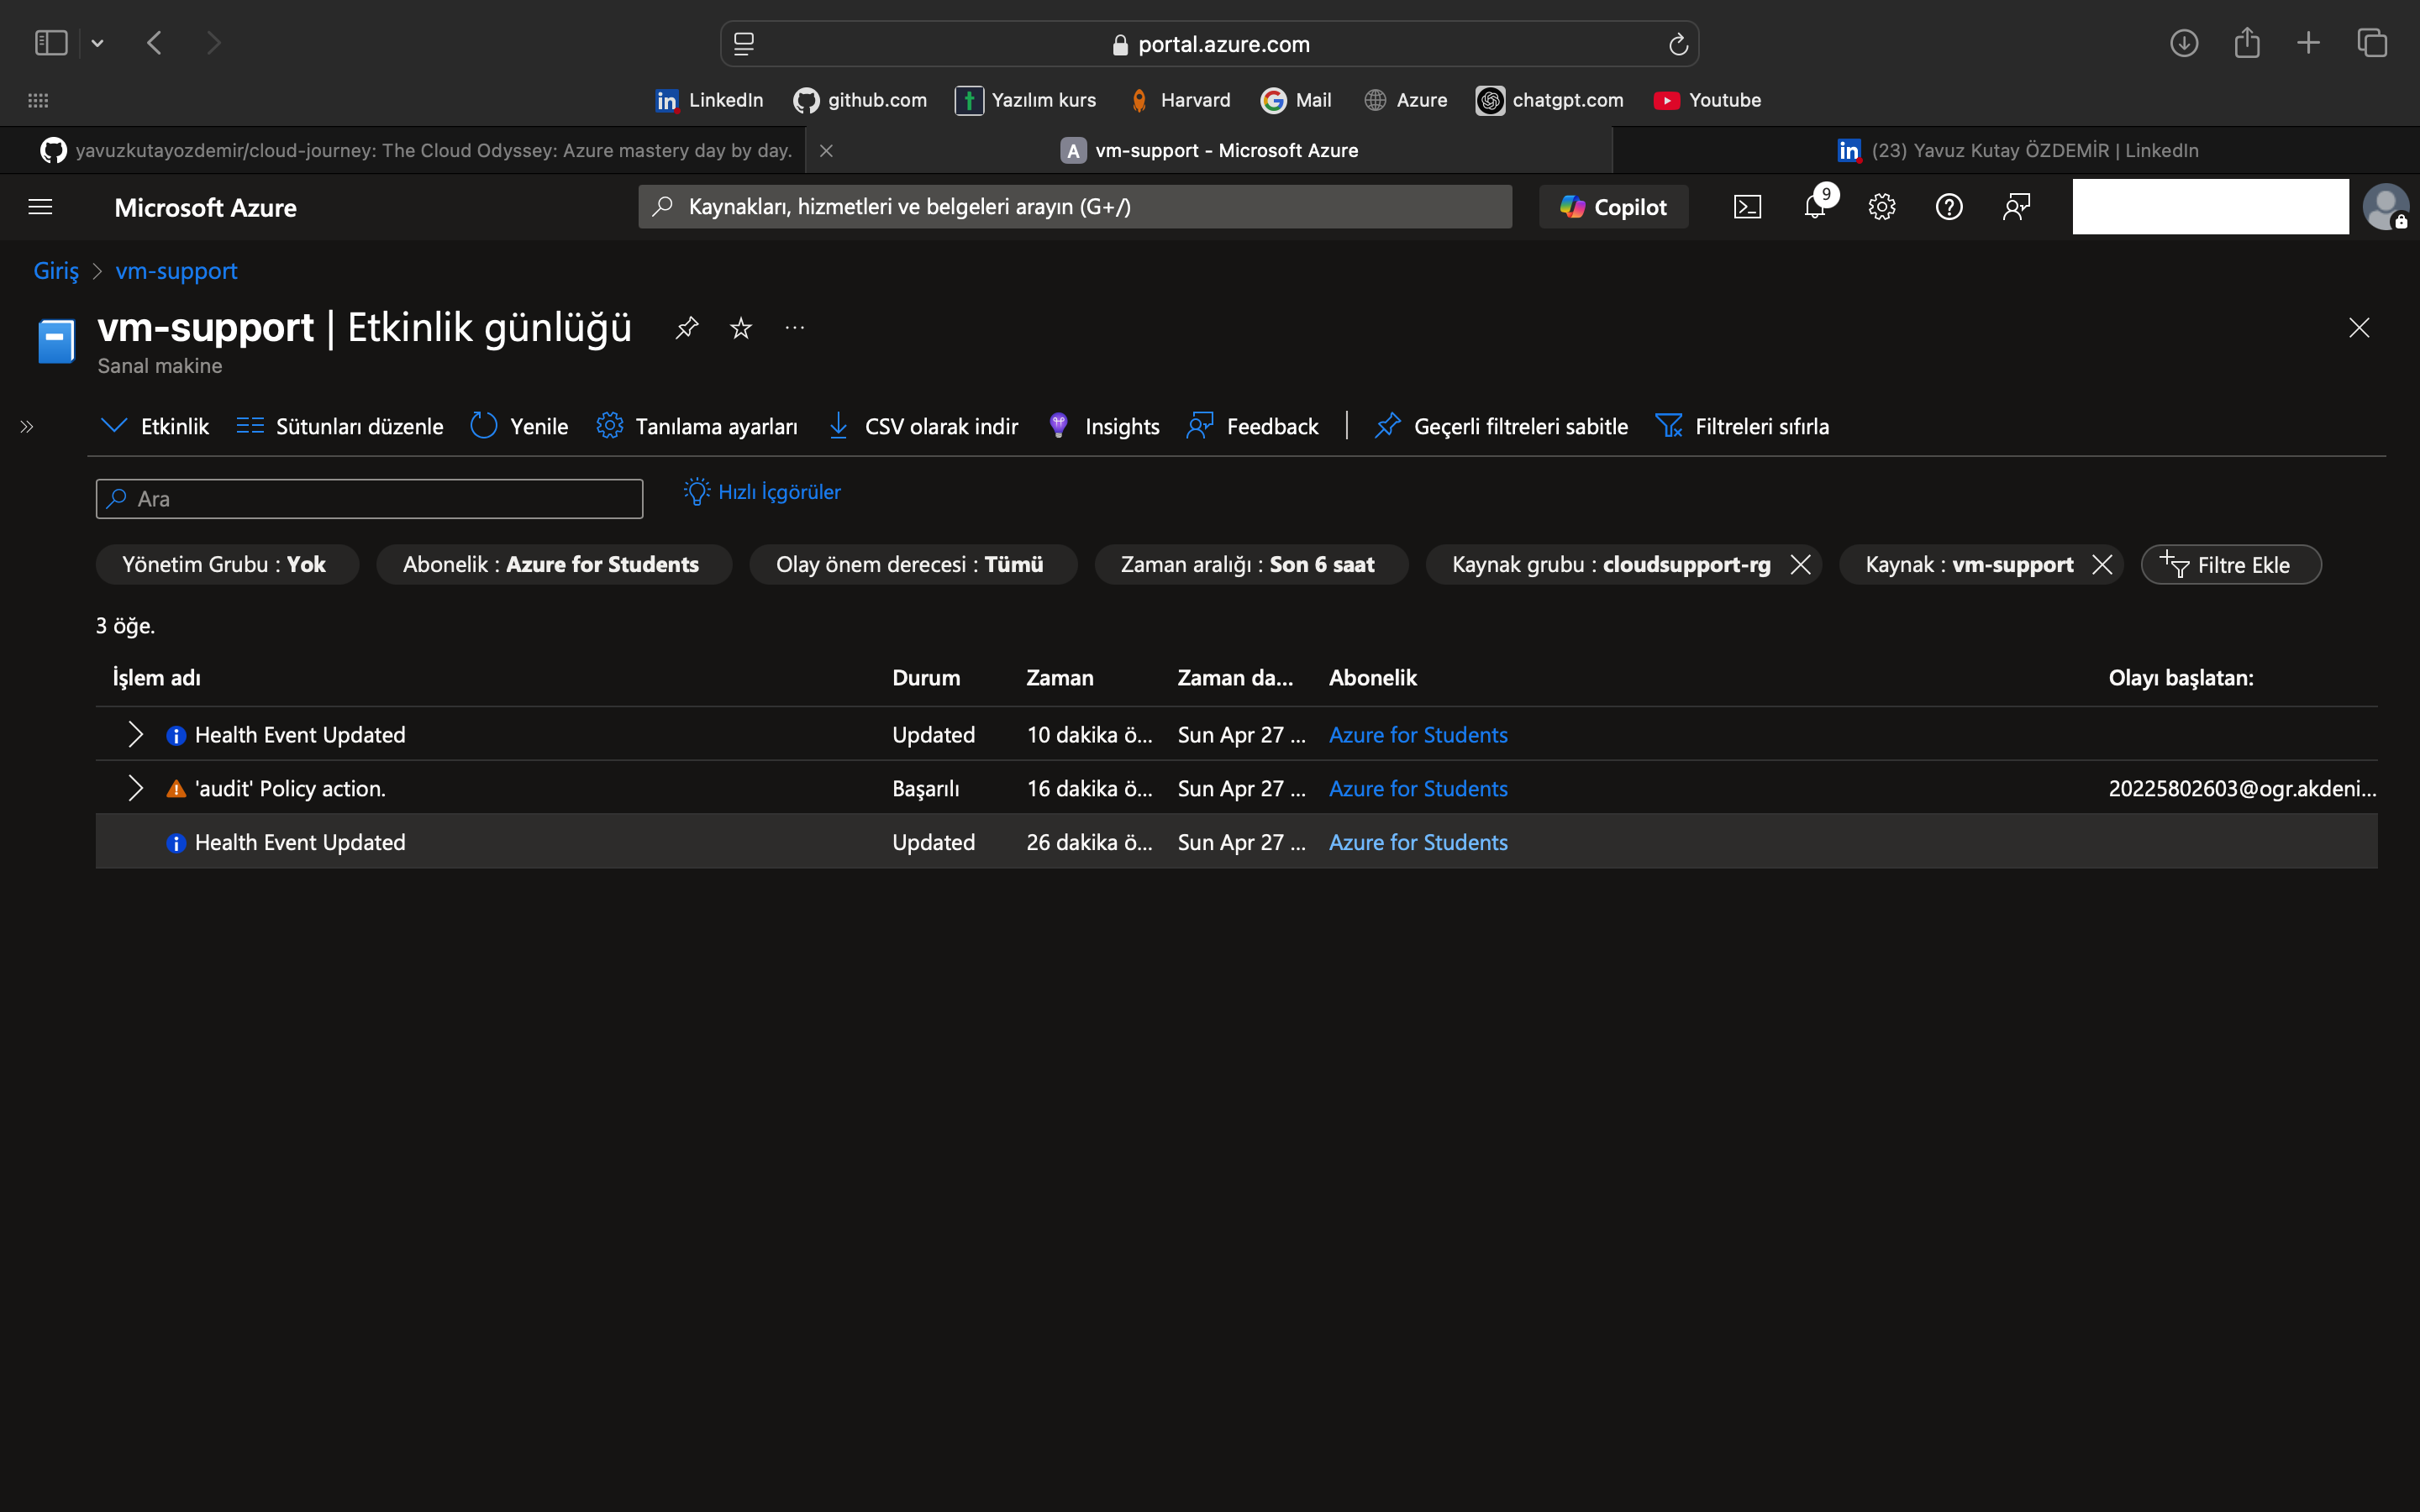 portal.azure.com
LinkedIn github.com Yazılım kurs Harvard Mail Azure chatgpt.com Youtube
yavuzkutayozdemir/cloud-journey: The Cloud Odyssey: Azure mastery day by day. A vm-support - Microsoft Azure (23) Yavuz Kutay ÖZDEMİR | LinkedIn
Microsoft Azure Kaynakları, hizmetleri ve belgeleri arayın (G+/) Copilot 9
Giriş > vm-support
vm-support | Etkinlik günlüğü
Sanal makine
Etkinlik Sütunları düzenle Yenile Tanılama ayarları CSV olarak indir Insights Feedback Geçerli filtreleri sabitle Filtreleri sıfırla
Ara Hızlı İçgörüler
Yönetim Grubu : Yok Abonelik : Azure for Students Olay önem derecesi : Tümü Zaman aralığı : Son 6 saat Kaynak grubu : cloudsupport-rg Kaynak : vm-support Filtre Ekle
3 öğe.
İşlem adı Durum Zaman Zaman da... Abonelik Olayı başlatan:
Health Event Updated Updated 10 dakika ö... Sun Apr 27 ... Azure for Students
'audit' Policy action. Başarılı 16 dakika ö... Sun Apr 27 ... Azure for Students 20225802603@ogr.akdeni...
Health Event Updated Updated 26 dakika ö... Sun Apr 27 ... Azure for Students